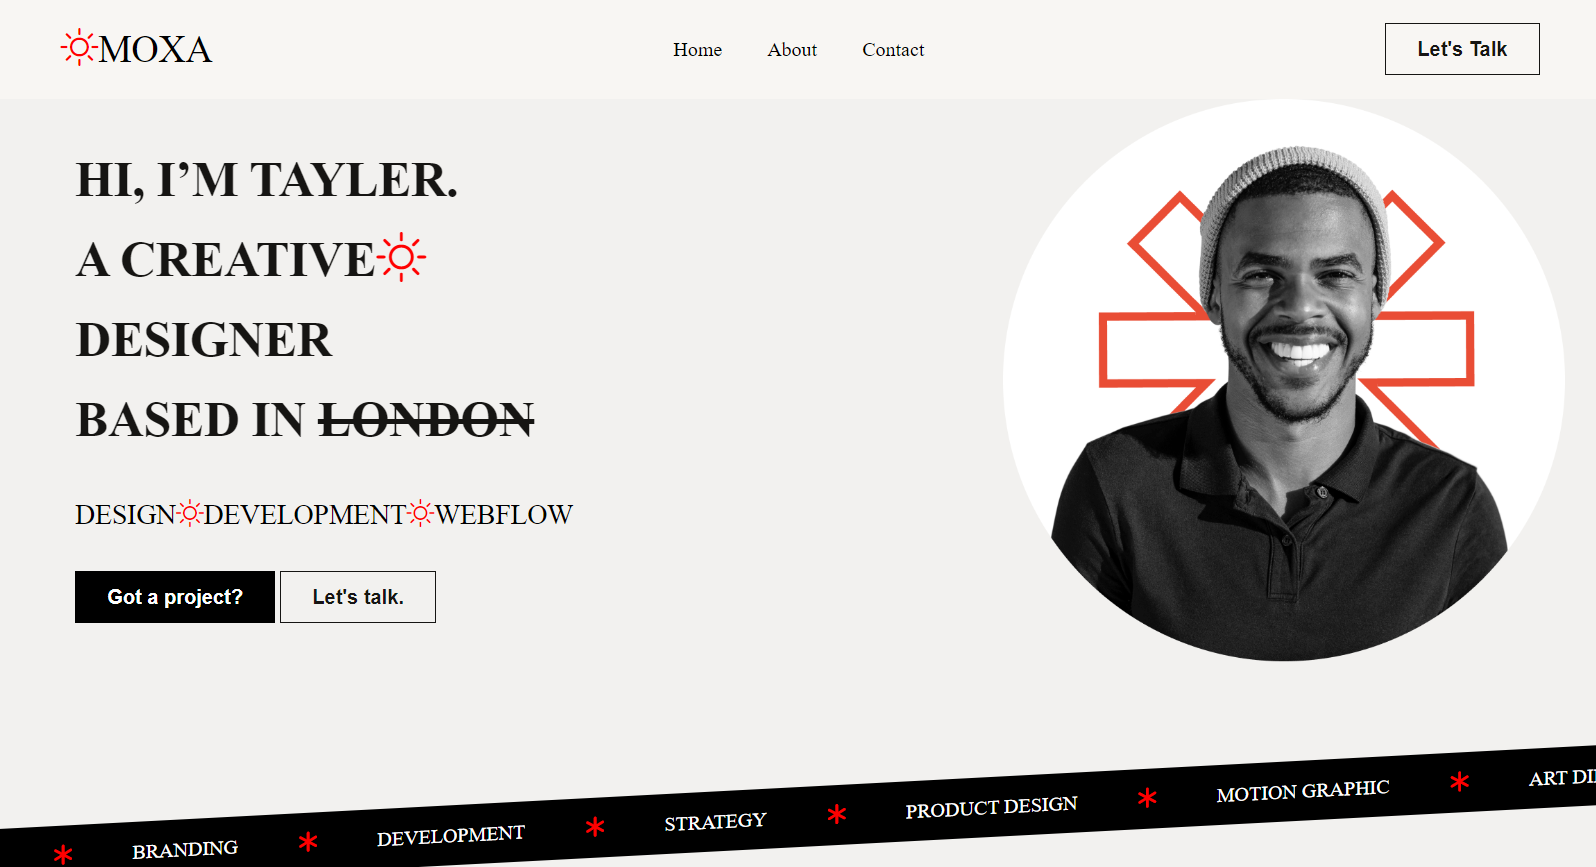 MOXA
Home About Contact
Let's Talk
HI, I’M TAYLER.
A CREATIVE
DESIGNER
BASED IN LONDON
DESIGN DEVELOPMENT WEBFLOW
Got a project? Let's talk.
* BRANDING * DEVELOPMENT * STRATEGY * PRODUCT DESIGN * MOTION GRAPHIC * ART